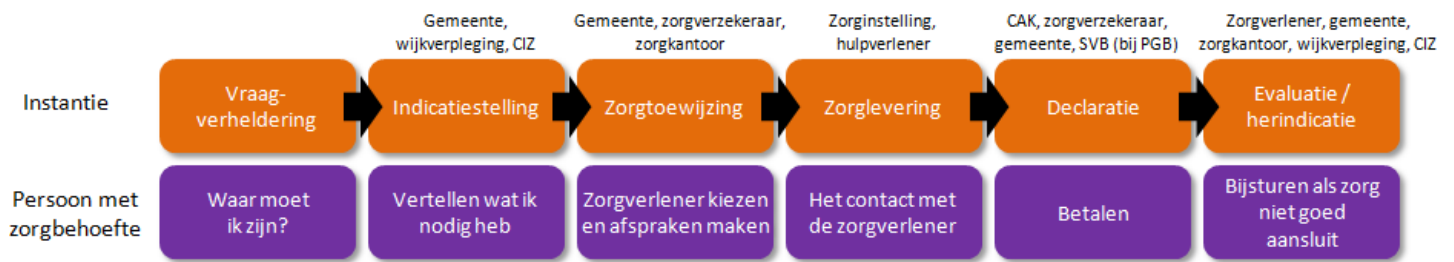 Gemeente,
wijkverpleging, CIZ
Gemeente, zorgverzekeraar,
zorgkantoor
Zorginstelling,
hulpverlener
CAK, zorgverzekeraar,
gemeente, SVB (bij PGB)
Zorgverlener, gemeente,
zorgkantoor, wijkverpleging, CIZ
Instantie
Vraag-
verheldering
Indicatiestelling
Zorgtoewijzing
Zorglevering
Declaratie
Evaluatie /
herindicatie
Persoon met
zorgbehoefte
Waar moet
ik zijn?
Vertellen wat ik
nodig heb
Zorgverlener kiezen
en afspraken maken
Het contact met
de zorgverlener
Betalen
Bijsturen als zorg
niet goed
aansluit